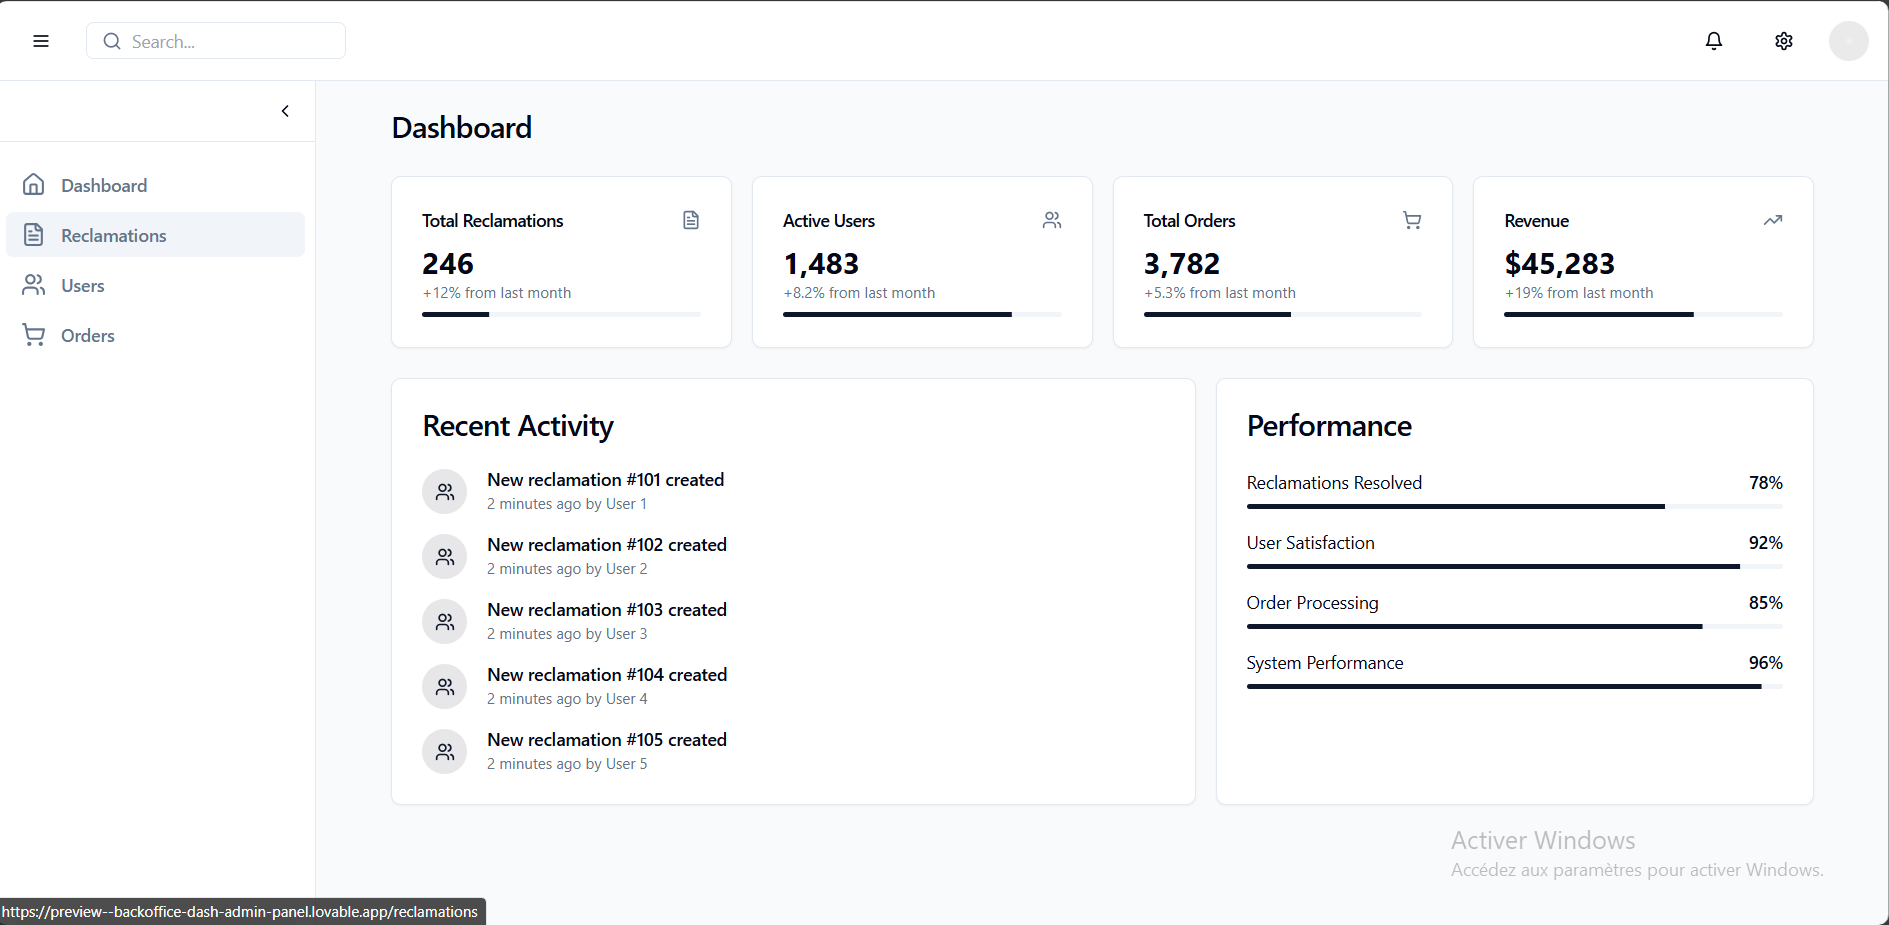 Search...
Dashboard
Reclamations
Users
Orders
Dashboard
Total Reclamations
246
+12% from last month
Active Users
1,483
+8.2% from last month
Total Orders
3,782
+5.3% from last month
Revenue
$45,283
+19% from last month
Recent Activity
New reclamation #101 created
2 minutes ago by User 1
New reclamation #102 created
2 minutes ago by User 2
New reclamation #103 created
2 minutes ago by User 3
New reclamation #104 created
2 minutes ago by User 4
New reclamation #105 created
2 minutes ago by User 5
Performance
Reclamations Resolved 78%
User Satisfaction 92%
Order Processing 85%
System Performance 96%
Activer Windows
Accédez aux paramètres pour activer Windows.
https://preview--backoffice-dash-admin-panel.lovable.app/reclamations